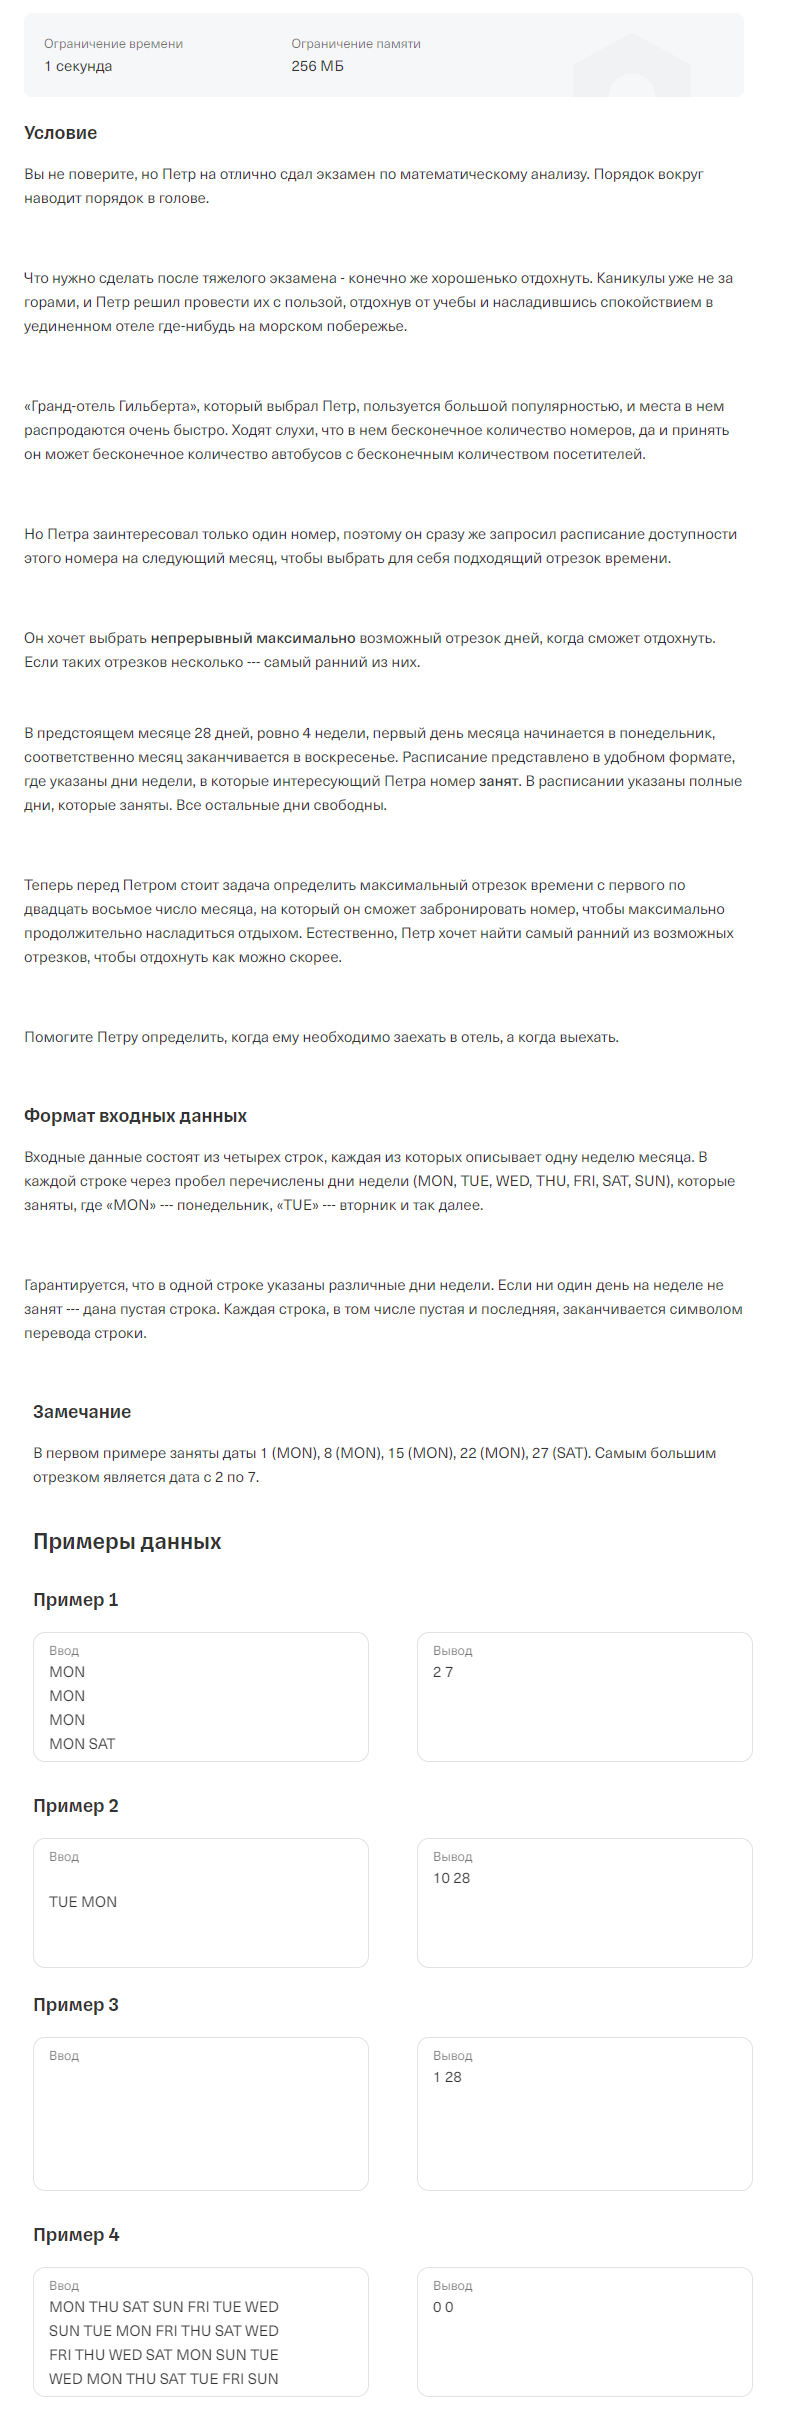 Ограничение времени
Ограничение памяти
1 секунда
256 МБ
Условие
Вы не поверите, но Петр на отлично сдал экзамен по математическому анализу. Порядок вокруг
наводит порядок в голове.
Что нужно сделать после тяжелого экзамена - конечно же хорошенько отдохнуть. Каникулы уже не за
горами, и Петр решил провести их с пользой, отдохнув от учебы и насладившись спокойствием в
уединенном отеле где-нибудь на морском побережье.
«Гранд-отель Гильберта», который выбрал Петр, пользуется большой популярностью, и места в нем
распродаются очень быстро. Ходят слухи, что в нем бесконечное количество номеров, да и принять
он может бесконечное количество автобусов с бесконечным количеством посетителей.
Но Петра заинтересовал только один номер, поэтому он сразу же запросил расписание доступности
этого номера на следующий месяц, чтобы выбрать для себя подходящий отрезок времени.
Он хочет выбрать непрерывный максимально возможный отрезок дней, когда сможет отдохнуть.
Если таких отрезков несколько --- самый ранний из них.
В предстоящем месяце 28 дней, ровно 4 недели, первый день месяца начинается в понедельник,
соответственно месяц заканчивается в воскресенье. Расписание представлено в удобном формате,
где указаны дни недели, в которые интересующий Петра номер занят. В расписании указаны полные
дни, которые заняты. Все остальные дни свободны.
Теперь перед Петром стоит задача определить максимальный отрезок времени с первого по
двадцать восьмое число месяца, на который он сможет забронировать номер, чтобы максимально
продолжительно насладиться отдыхом. Естественно, Петр хочет найти самый ранний из возможных
отрезков, чтобы отдохнуть как можно скорее.
Помогите Петру определить, когда ему необходимо заехать в отель, а когда выехать.
Формат входных данных
Входные данные состоят из четырех строк, каждая из которых описывает одну неделю месяца. В
каждой строке через пробел перечислены дни недели (MON, TUE, WED, THU, FRI, SAT, SUN), которые
заняты, где «MON» --- понедельник, «TUE» --- вторник и так далее.
Гарантируется, что в одной строке указаны различные дни недели. Если ни один день на неделе не
занят --- дана пустая строка. Каждая строка, в том числе пустая и последняя, заканчивается символом
перевода строки.
Замечание
В первом примере заняты даты 1 (MON), 8 (MON), 15 (MON), 22 (MON), 27 (SAT). Самым большим
отрезком является дата с 2 по 7.
Примеры данных
Пример 1
Ввод
MON
MON
MON
MON SAT
Вывод
2 7
Пример 2
Ввод
TUE MON
Вывод
10 28
Пример 3
Ввод
Вывод
1 28
Пример 4
Ввод
MON THU SAT SUN FRI TUE WED
SUN TUE MON FRI THU SAT WED
FRI THU WED SAT MON SUN TUE
WED MON THU SAT TUE FRI SUN
Вывод
0 0